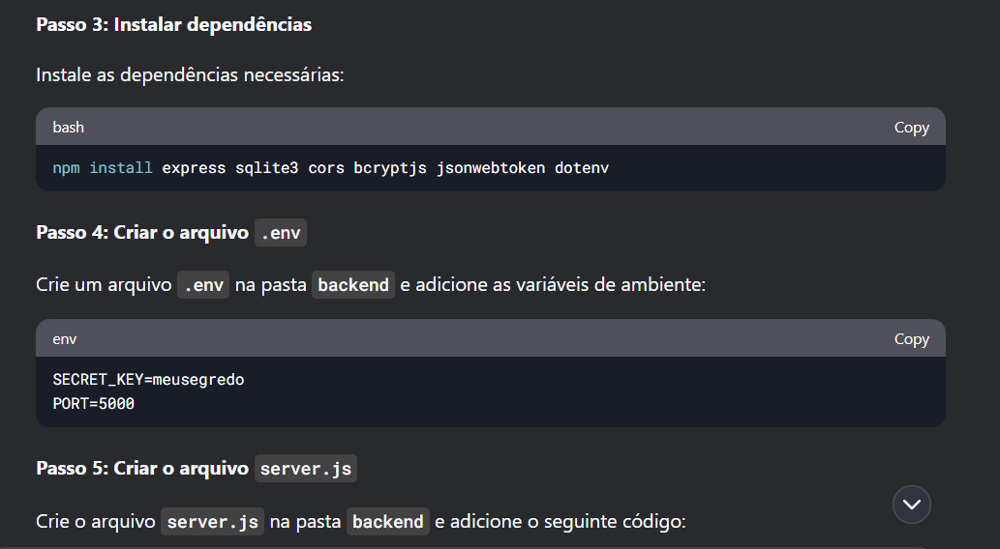 Passo 3: Instalar dependências
Instale as dependências necessárias:
bash Copy
npm install express sqlite3 cors bcryptjs jsonwebtoken dotenv
Passo 4: Criar o arquivo .env
Crie um arquivo .env na pasta backend e adicione as variáveis de ambiente:
env Copy
SECRET_KEY=meusegredo
PORT=5000
Passo 5: Criar o arquivo server.js
Crie o arquivo server.js na pasta backend e adicione o seguinte código: